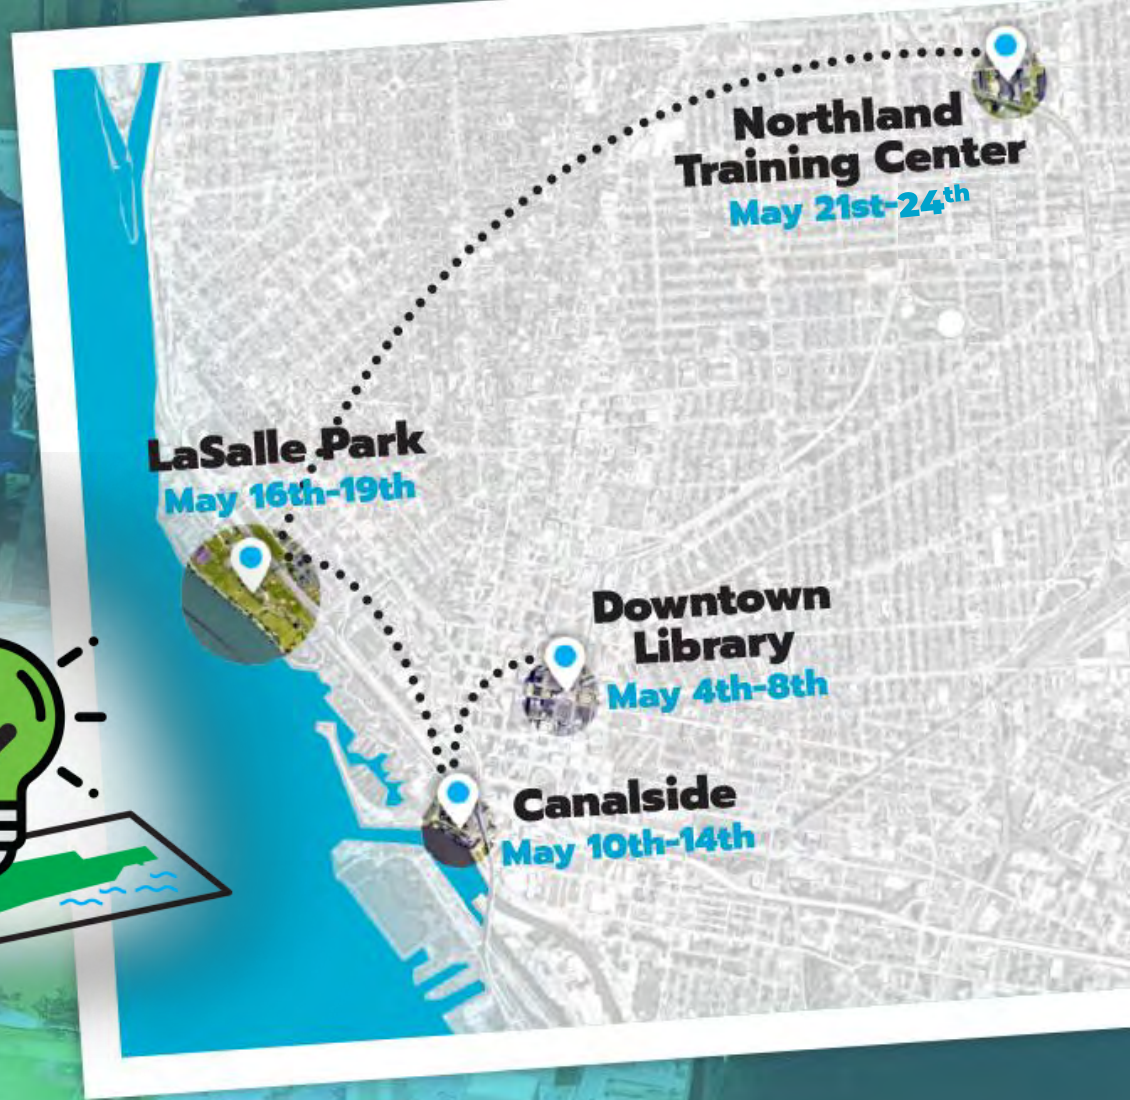 Northland
Training Center
May 21st-24th
LaSalle Park
May 16th-19th
Downtown
Library
May 4th-8th
Canalside
May 10th-14th